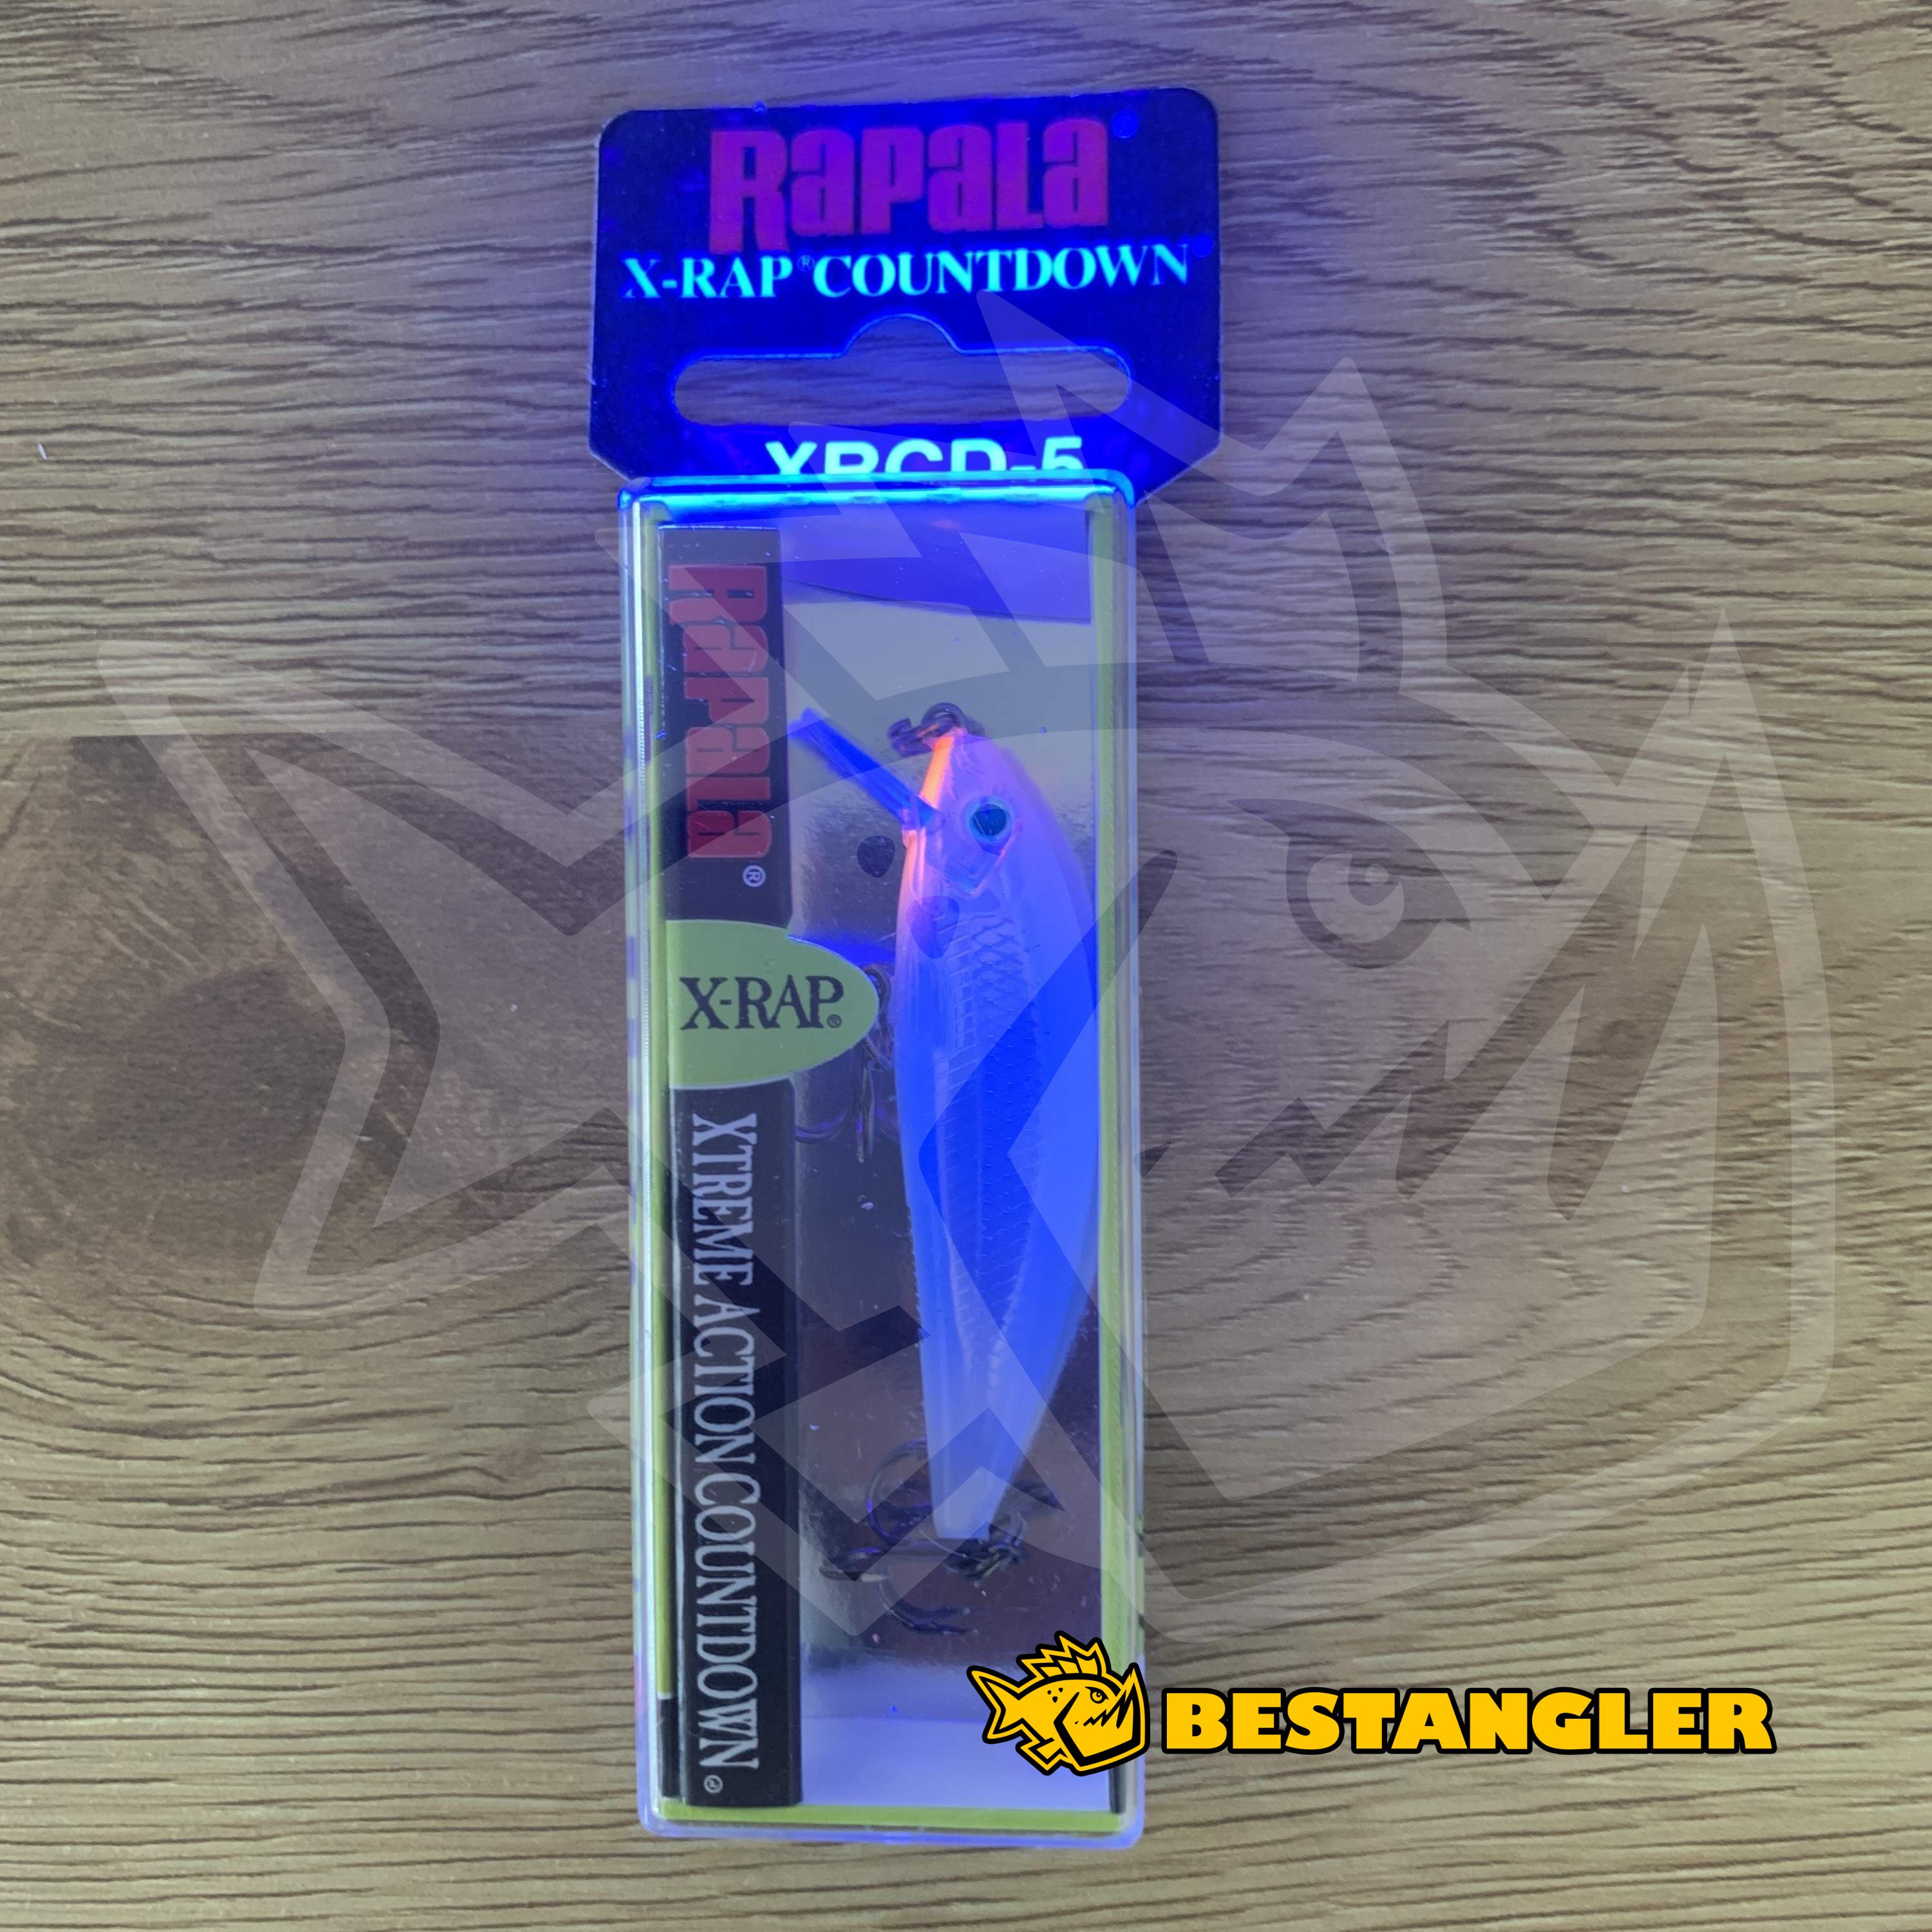 Rapala®
X-RAP® COUNTDOWN®
XRCD-5
Rapala®
X-RAP®
XTREME ACTION COUNTDOWN®
BESTANGLER